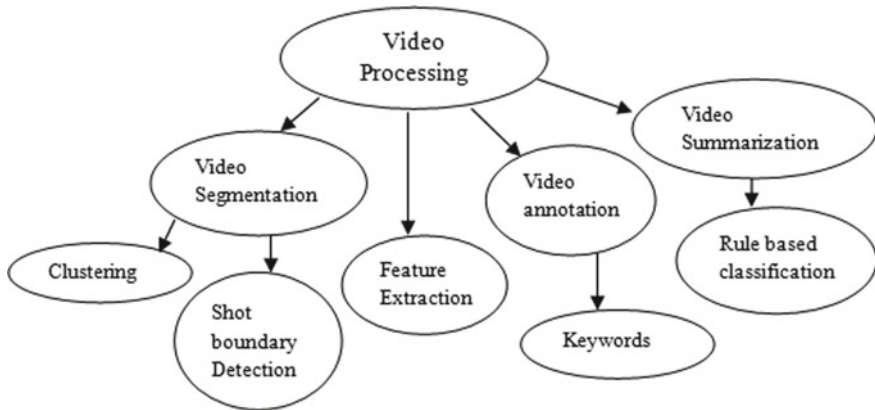 Video
Processing
Video
Summarization
Video
Segmentation
Video
annotation
Rule based
classification
Clustering
Feature
Extraction
Shot
boundary
Detection
Keywords